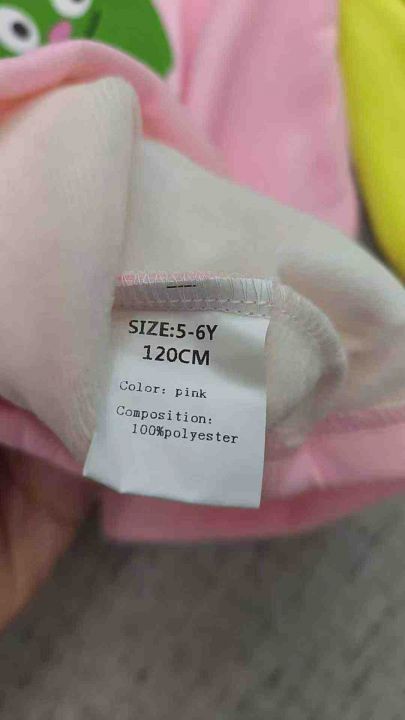 SIZE:5-6Y
120CM
Color: pink
Composition:
100%polyester